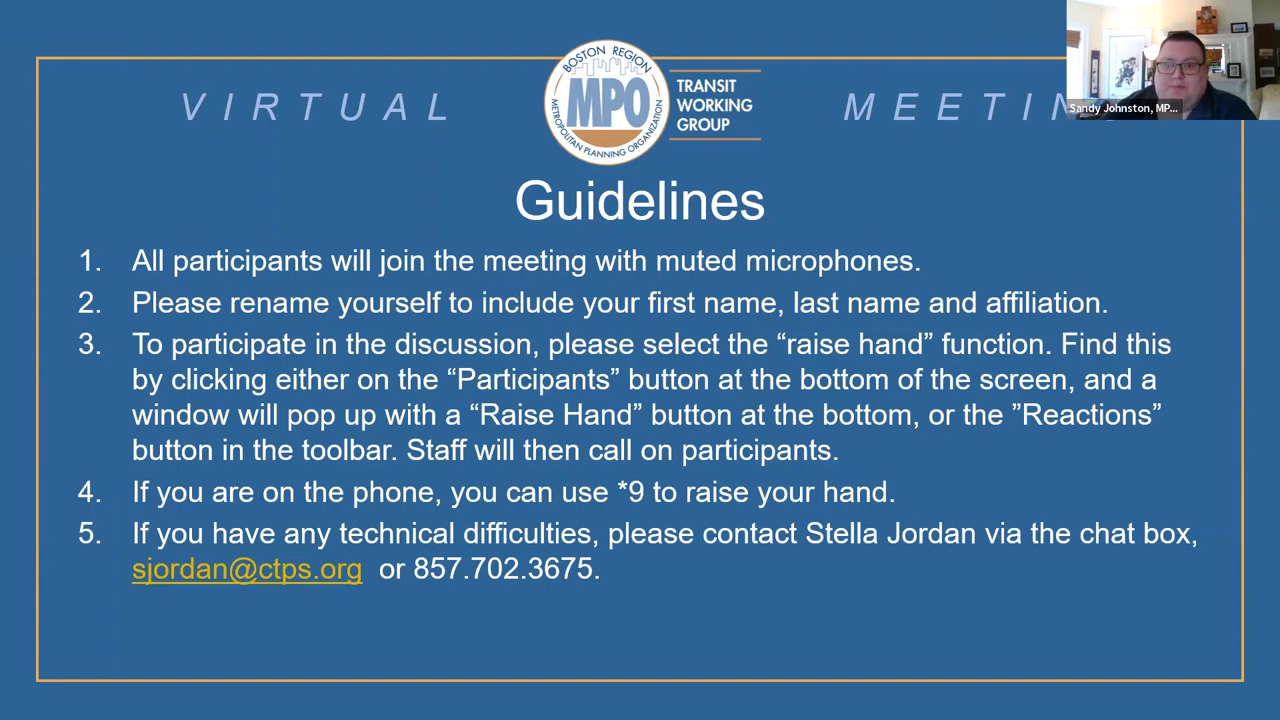 VIRTUAL
BOSTON REGION
MPO
METROPOLITAN PLANNING ORGANIZATION
TRANSIT
WORKING
GROUP
MEETIN
Sandy Johnston, MP...
Guidelines
1. All participants will join the meeting with muted microphones.
2. Please rename yourself to include your first name, last name and affiliation.
3. To participate in the discussion, please select the “raise hand” function. Find this
by clicking either on the “Participants” button at the bottom of the screen, and a
window will pop up with a “Raise Hand” button at the bottom, or the ”Reactions”
button in the toolbar. Staff will then call on participants.
4. If you are on the phone, you can use *9 to raise your hand.
5. If you have any technical difficulties, please contact Stella Jordan via the chat box,
sjordan@ctps.org or 857.702.3675.